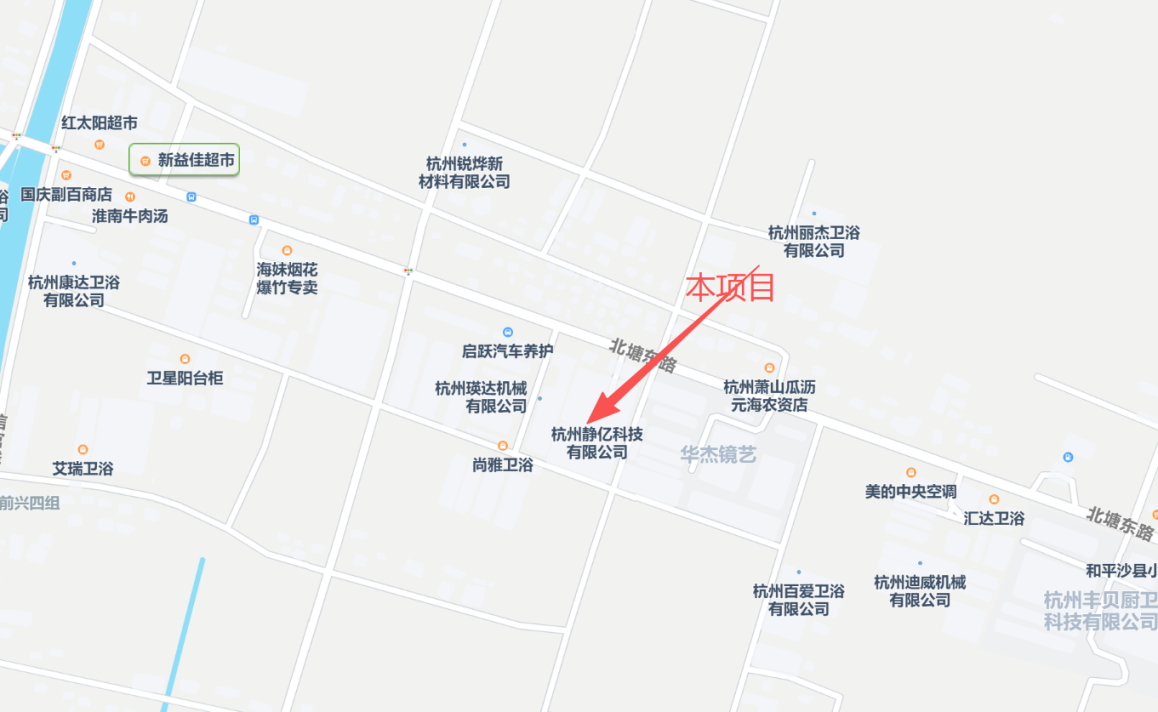 红太阳超市
新益佳超市
国庆副百商店
淮南牛肉汤
杭州锐烨新
材料有限公司
杭州丽杰卫浴
有限公司
杭州康达卫浴
有限公司
海妹烟花
爆竹专卖
本项目
启跃汽车养护
北塘东路
卫星阳台柜
杭州瑛达机械
有限公司
杭州萧山瓜沥
元海农资店
杭州静亿科技
有限公司
华杰镜艺
尚雅卫浴
艾瑞卫浴
前兴四组
美的中央空调
汇达卫浴
北塘东路
和平沙县小
杭州百爱卫浴
有限公司
杭州迪威机械
有限公司
杭州丰贝厨卫
科技有限公司